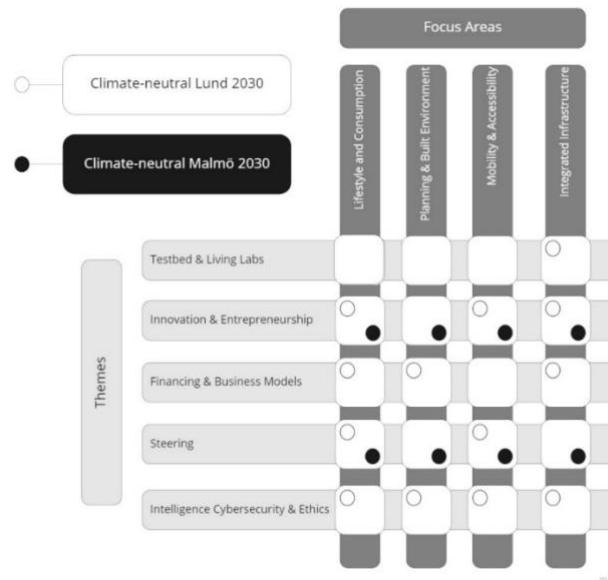 Focus Areas
Climate-neutral Lund 2030
Climate-neutral Malmö 2030
Lifestyle and Consumption
Planning & Built Environment
Mobility & Accessibility
Integrated Infrastructure
Themes
Testbed & Living Labs
Innovation & Entrepreneurship
Financing & Business Models
Steering
Intelligence Cybersecurity & Ethics